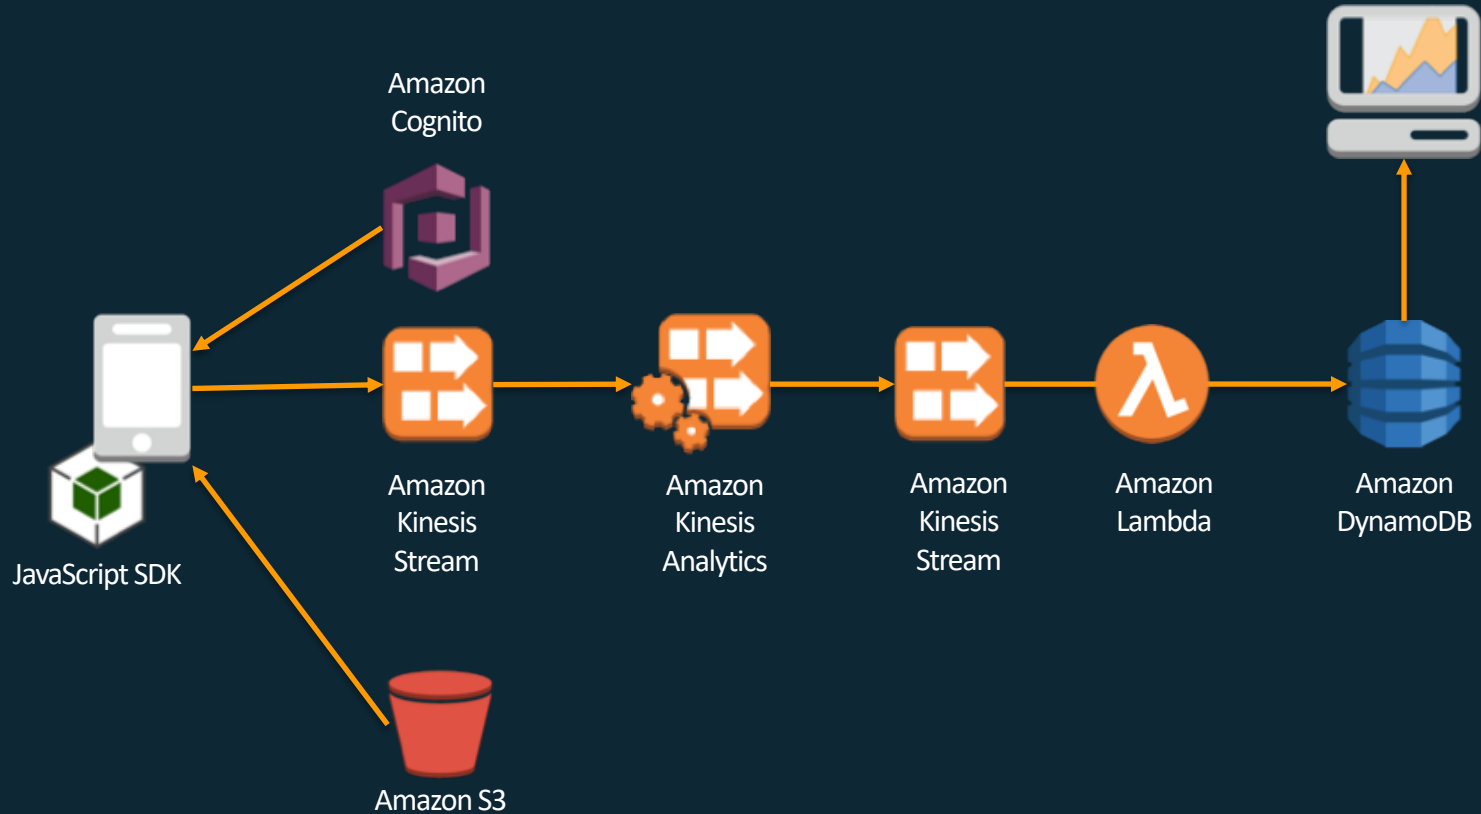 Amazon
Cognito
JavaScript SDK
Amazon
Kinesis
Stream
Amazon
Kinesis
Analytics
Amazon
Kinesis
Stream
Amazon
Lambda
Amazon
DynamoDB
Amazon S3